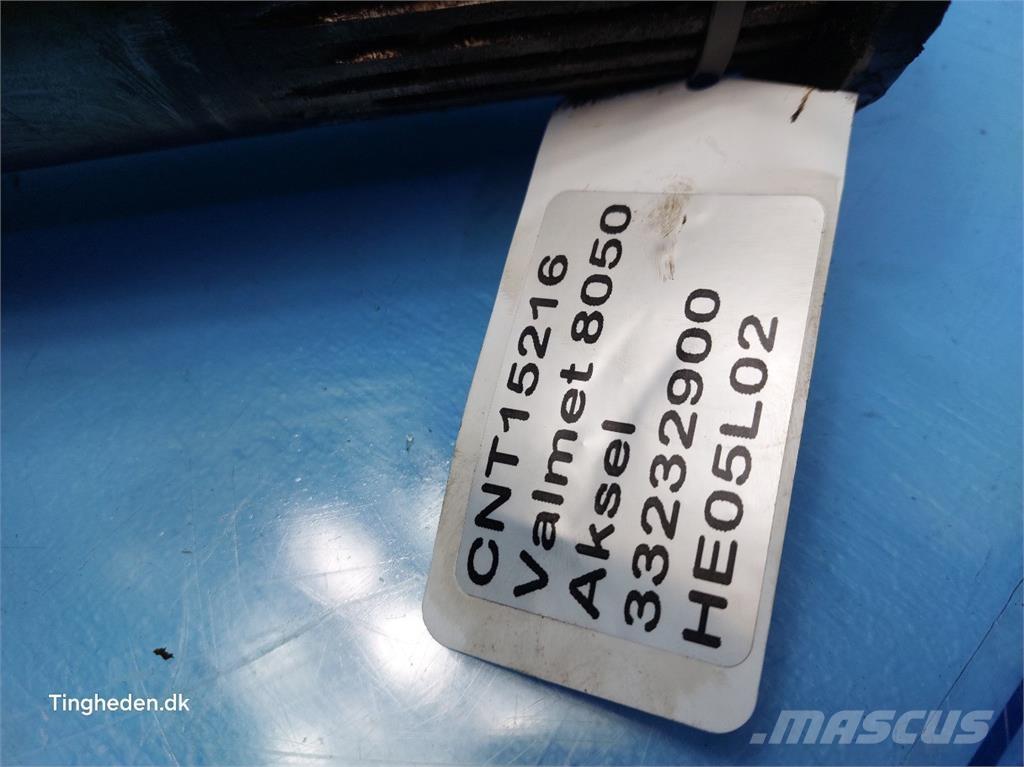 CNT15216
Valmet 8050
Aksel
33232900
HE05L02
Tingheden.dk
MASCUS